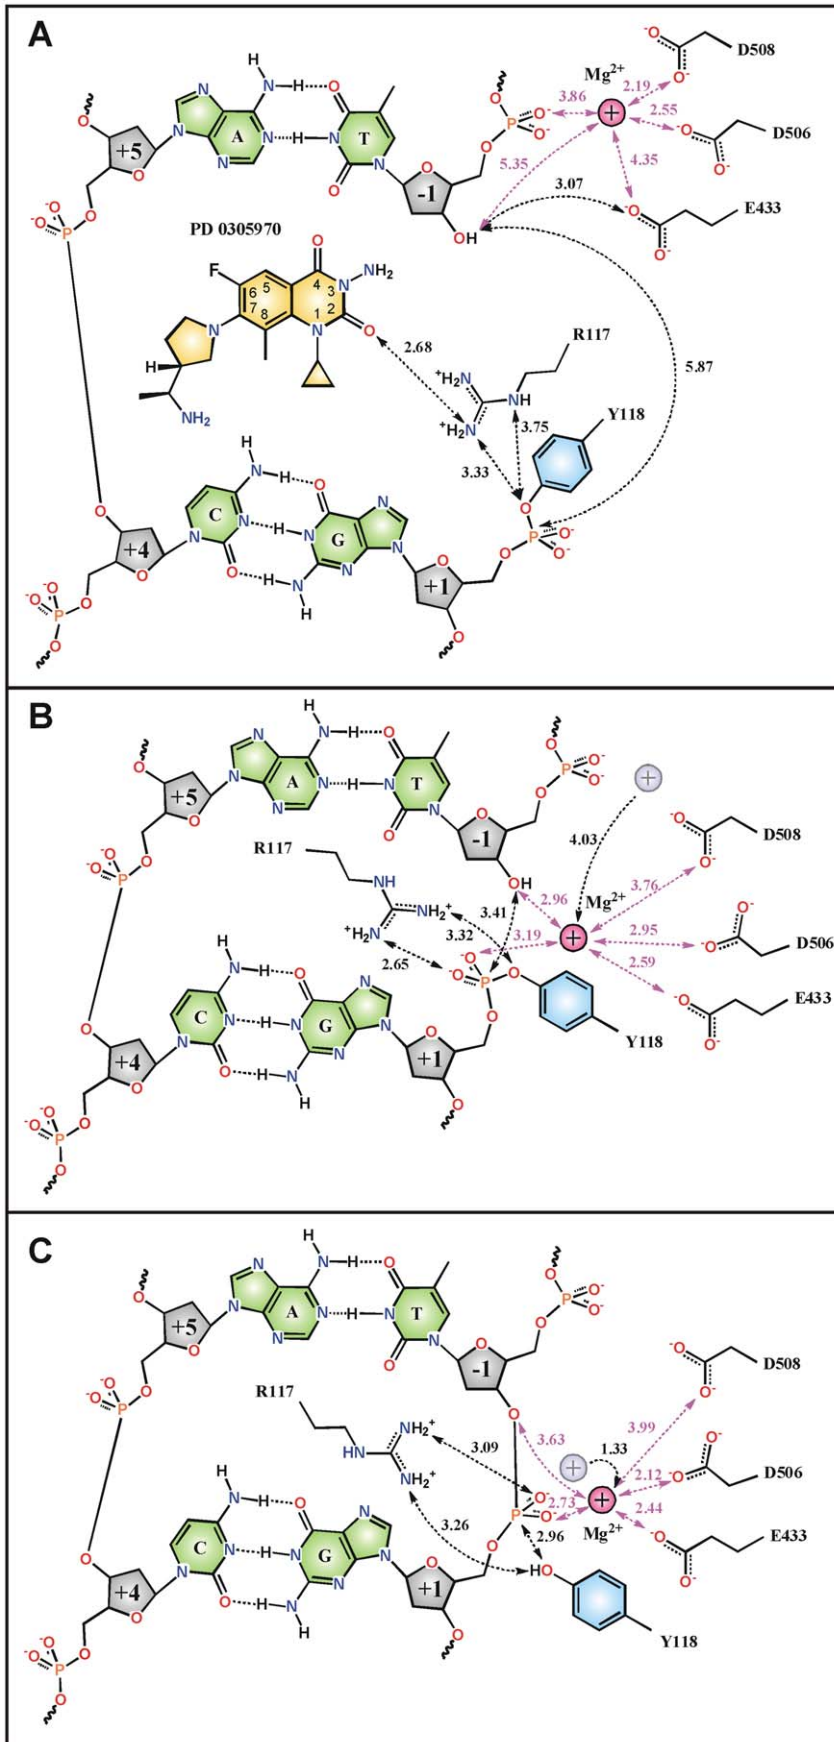 A
H
H
N
H
O
N
N
A
N
H
N
T
O
O
N
N
N
O
+5
O
-1
O
OH
O
P
O⁻
O⁻
3.86
Mg²⁺
+
2.19
2.55
4.35
5.35
3.07
⁻O
O
O⁻
D508
⁻O
O
O⁻
D506
⁻O
O
O⁻
E433
⁻O
⁻O
P
O
PD 0305970
F
O
NH₂
5
4
6
3
N
7
2
8
1
N
N
O
H
NH₂
2.68
R117
⁺H₂N
NH
⁺H₂N
3.75
3.33
5.87
Y118
O
P
O⁻
O⁻
O
H
N
H
O
N
C
N
H
N
G
N
N
O
H
N
N
H
O
+4
O
O
+1
O
⁻O
⁻O
P
O
O
B
H
N
H
O
N
N
A
N
H
N
T
N
N
O
N
O
+5
O
O
-1
OH
O
O
P
O⁻
O⁻
+
4.03
Mg²⁺
+
3.76
2.95
2.59
2.96
3.19
3.41
3.32
2.65
⁻O
O⁻
D508
O⁻
⁻O
D506
⁻O
O⁻
E433
R117
NH
NH₂⁺
⁺H₂N
⁻O
⁻O
P
O
O
Y118
⁻O
⁻O
P
O
H
N
H
O
N
C
N
H
N
G
N
N
O
H
N
N
H
O
+4
O
O
+1
O
⁻O
⁻O
P
O
O
C
H
N
H
O
N
N
A
N
H
N
T
N
N
O
N
O
+5
O
O
-1
O
O
O
P
O⁻
O⁻
R117
HN
NH₂⁺
NH₂⁺
3.09
3.26
3.63
+
1.33
+
Mg²⁺
2.73
2.96
3.99
2.12
2.44
⁻O
O⁻
D508
O⁻
⁻O
D506
⁻O
O⁻
E433
P
O⁻
O⁻
O
HO
Y118
⁻O
⁻O
P
O
H
N
H
O
N
C
N
H
N
G
N
N
O
H
N
N
H
O
+4
O
O
+1
O
⁻O
⁻O
P
O
O